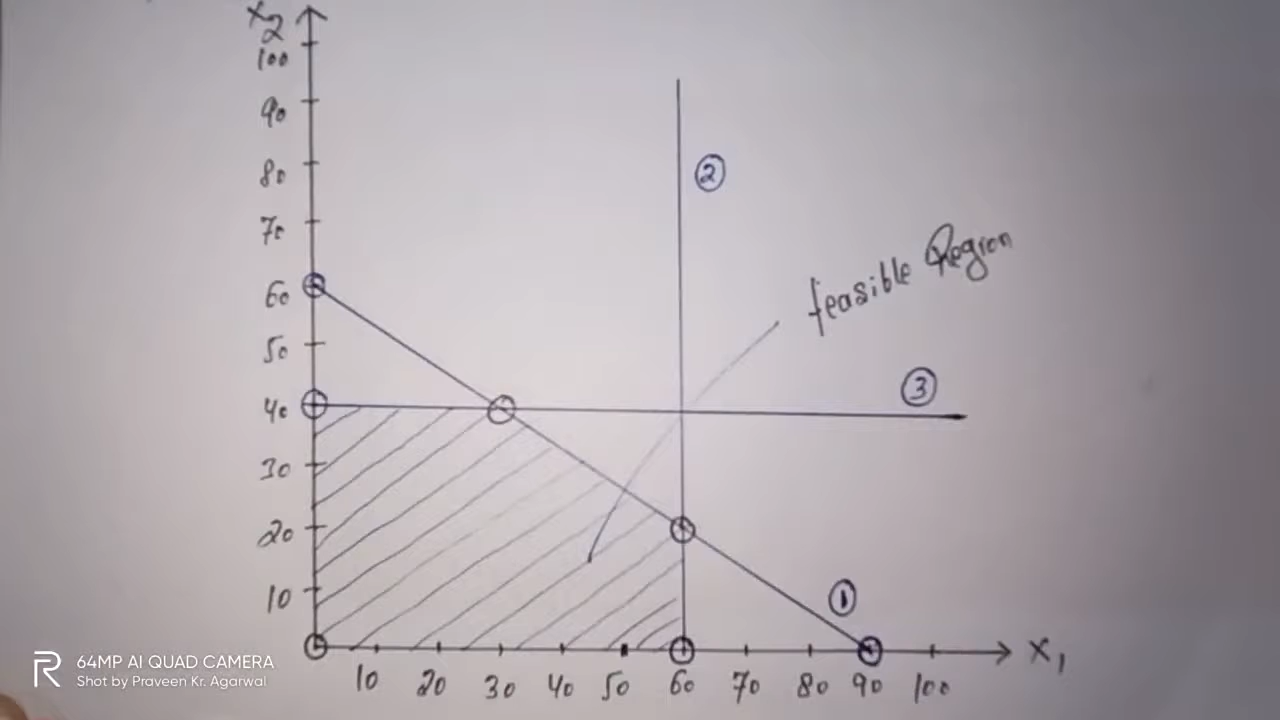 x2
100
90
80
②
70
feasible Region
60
50
③
40
30
20
①
10
x1
10 20 30 40 50 60 70 80 90 100
64MP AI QUAD CAMERA
Shot by Praveen Kr. Agarwal